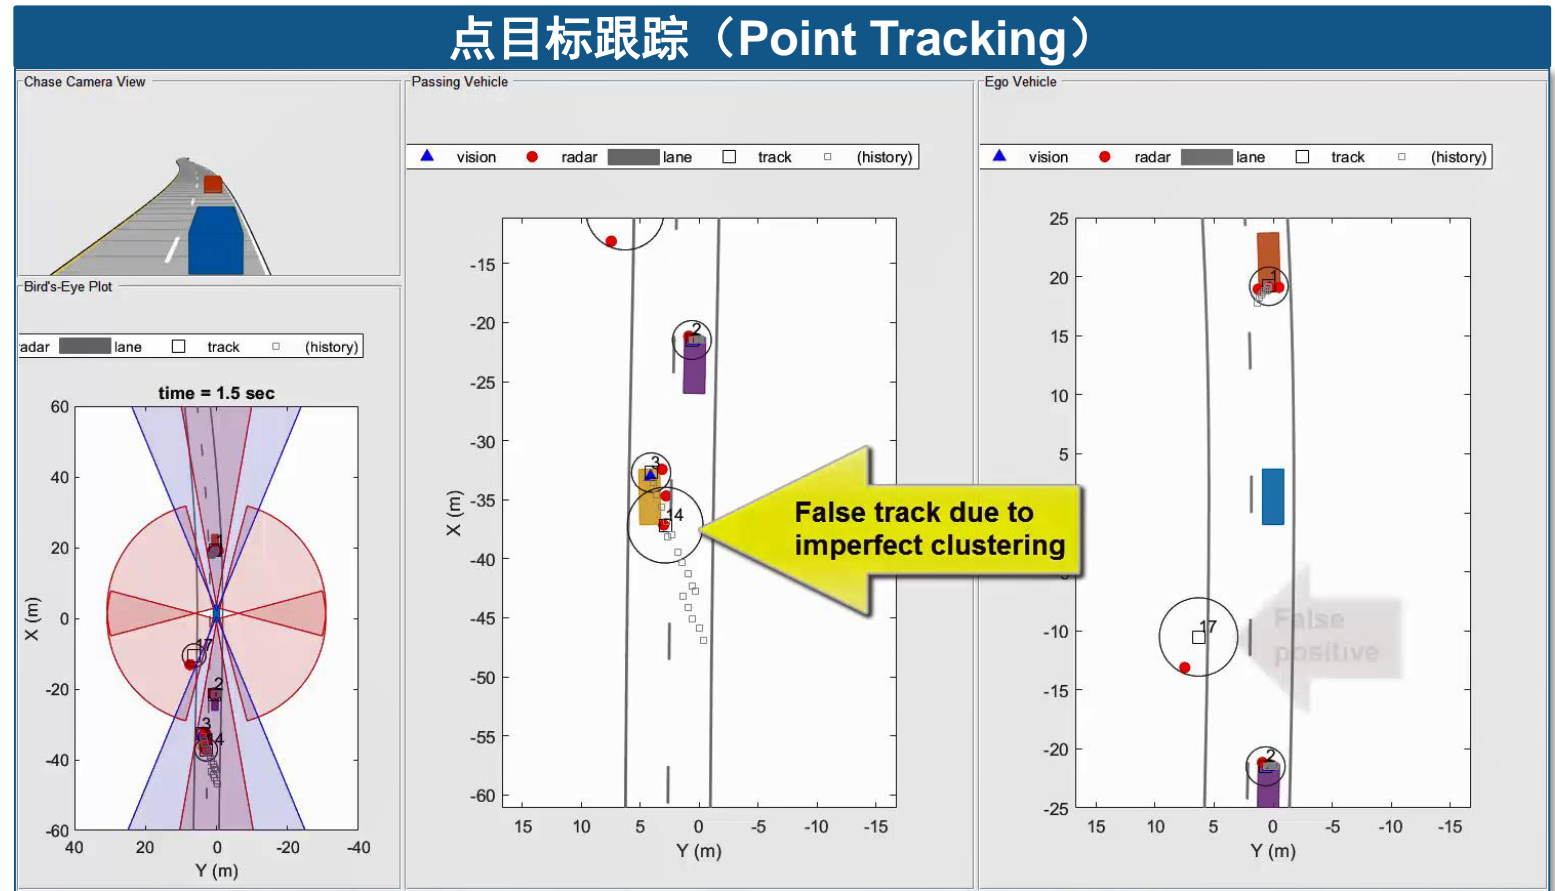 点目标跟踪（Point Tracking）
Chase Camera View
Bird's-Eye Plot
adar lane track (history)
time = 1.5 sec
60
40
20
0
-20
-40
-60
X (m)
17
2
3
14
40 20 0 -20 -40
Y (m)
Passing Vehicle
vision radar lane track (history)
-15
-20
-25
-30
-35
-40
-45
-50
-55
-60
X (m)
2
3
14
15 10 5 0 -5 -10 -15
Y (m)
False track due to
imperfect clustering
Ego Vehicle
vision radar lane track (history)
25
20
15
10
5
-10
-15
-20
-25
1
17
2
False
positive
15 10 5 0 -5 -10 -15
Y (m)